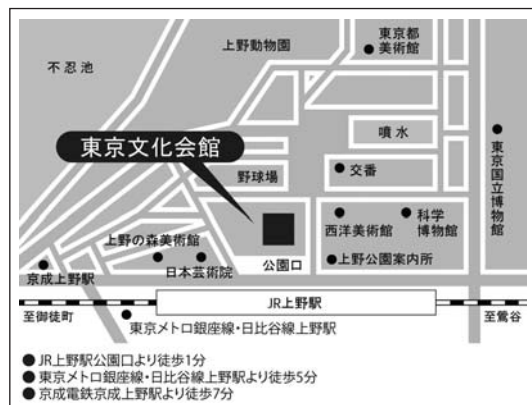 不忍池
上野動物園
東京都
美術館
東京文化会館
噴水
野球場
交番
東京国立博物館
西洋美術館
科学
博物館
上野の森美術館
日本芸術院
公園口
上野公園案内所
京成上野駅
JR上野駅
至御徒町
至鶯谷
東京メトロ銀座線・日比谷線上野駅
●JR上野駅公園口より徒歩1分
●東京メトロ銀座線・日比谷線上野駅より徒歩5分
●京成電鉄京成上野駅より徒歩7分